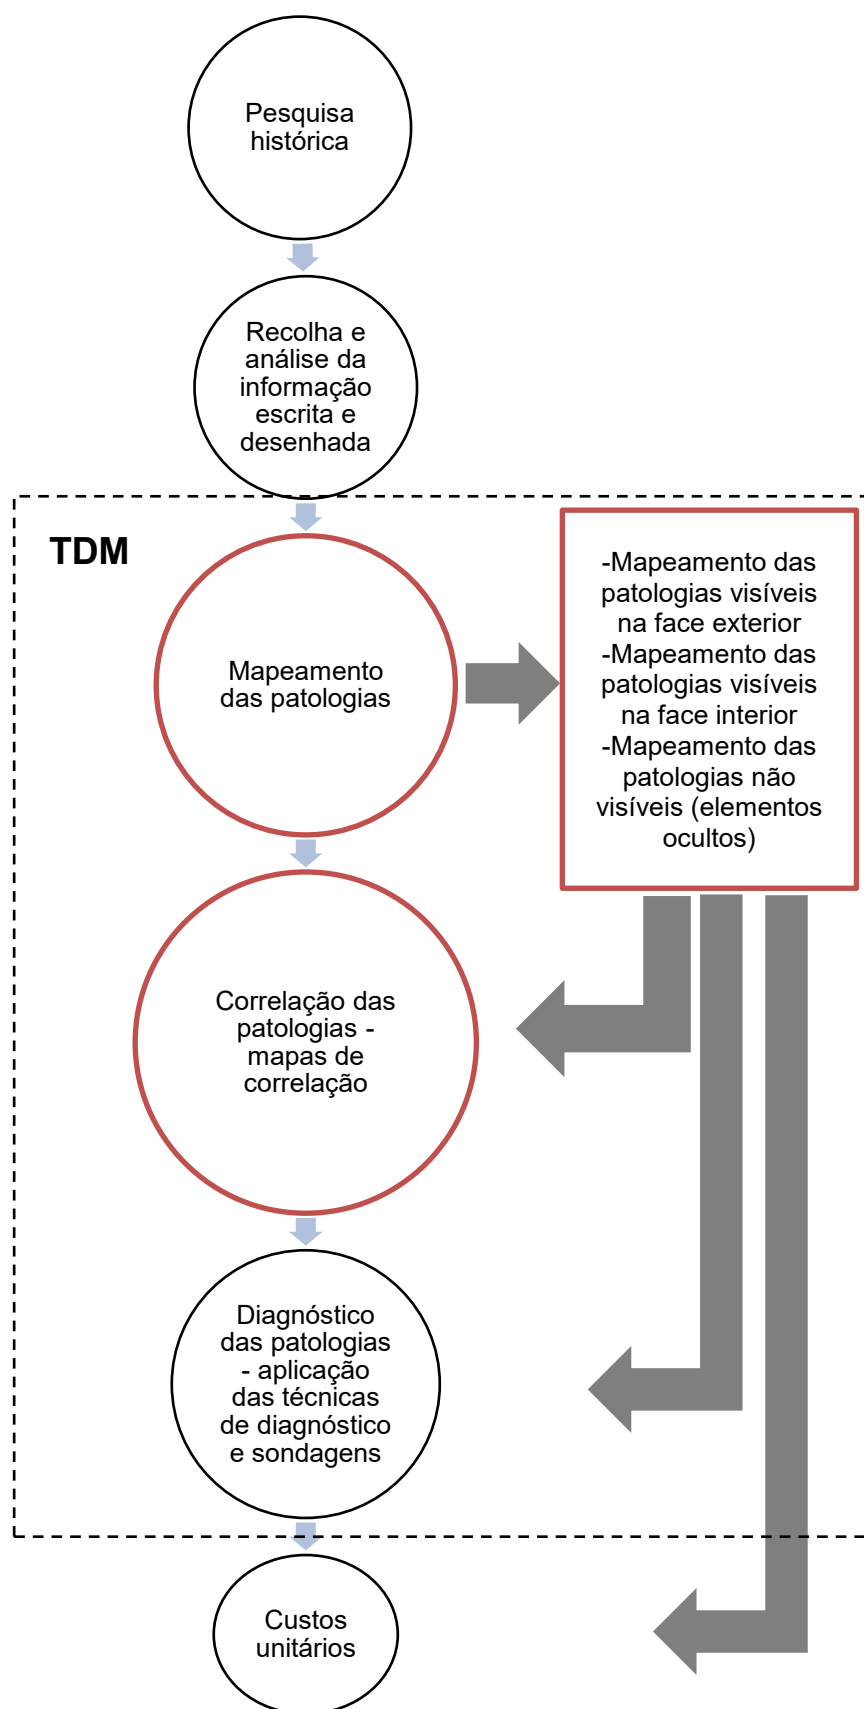 Pesquisa
histórica
Recolha e
análise da
informação
escrita e
desenhada
TDM
Mapeamento
das patologias
-Mapeamento das
patologias visíveis
na face exterior
-Mapeamento das
patologias visíveis
na face interior
-Mapeamento das
patologias não
visíveis (elementos
ocultos)
Correlação das
patologias -
mapas de
correlação
Diagnóstico
das patologias
- aplicação
das técnicas
de diagnóstico
e sondagens
Custos
unitários